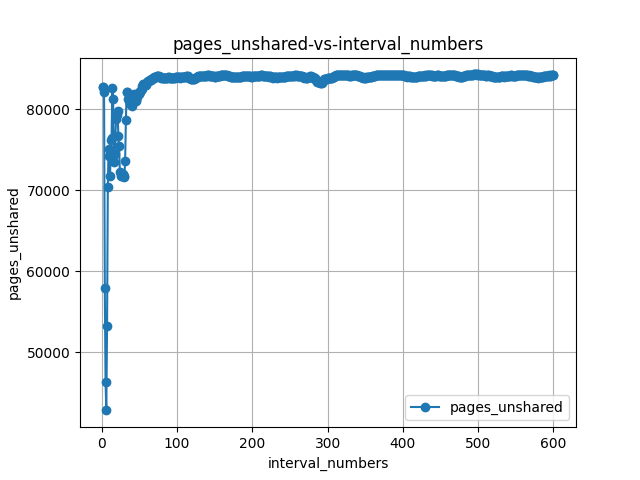 pages_unshared-vs-interval_numbers
pages_unshared
80000
70000
60000
50000
0 100 200 300 400 500 600
interval_numbers
pages_unshared